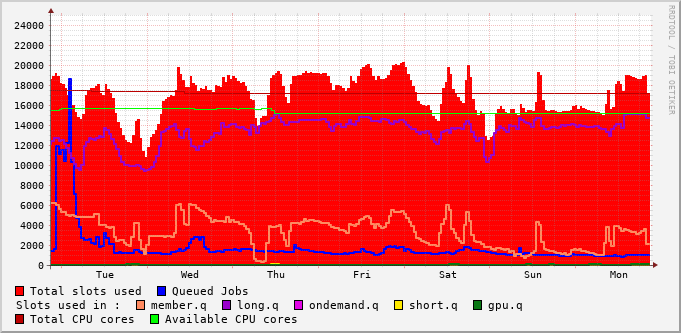 RRDTOOL / TOBI OETIKER
24000
22000
20000
18000
16000
14000
12000
10000
8000
6000
4000
2000
0
Tue Wed Thu Fri Sat Sun Mon
Total slots used Queued Jobs
Slots used in : member.q long.q ondemand.q short.q gpu.q
Total CPU cores Available CPU cores